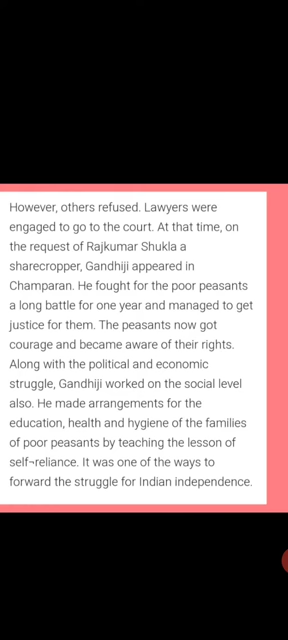 However, others refused. Lawyers were
engaged to go to the court. At that time, on
the request of Rajkumar Shukla a
sharecropper, Gandhiji appeared in
Champaran. He fought for the poor peasants
a long battle for one year and managed to get
justice for them. The peasants now got
courage and became aware of their rights.
Along with the political and economic
struggle, Gandhiji worked on the social level
also. He made arrangements for the
education, health and hygiene of the families
of poor peasants by teaching the lesson of
self¬reliance. It was one of the ways to
forward the struggle for Indian independence.